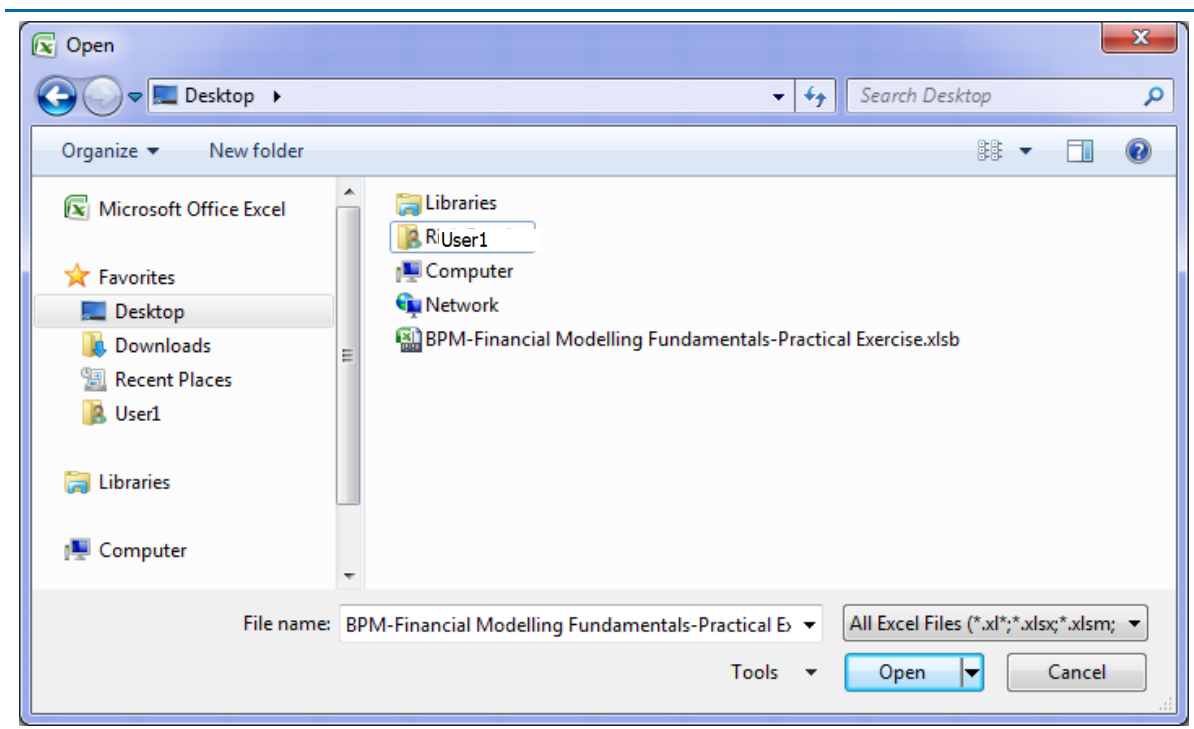 Open
Desktop
Search Desktop
Organize
New folder
Microsoft Office Excel
Favorites
Desktop
Downloads
Recent Places
User1
Libraries
Computer
Libraries
User1
Computer
Network
BPM-Financial Modelling Fundamentals-Practical Exercise.xlsb
File name: BPM-Financial Modelling Fundamentals-Practical Ex
All Excel Files (*.xl*;*.xlsx;*.xlsm;
Tools
Open
Cancel